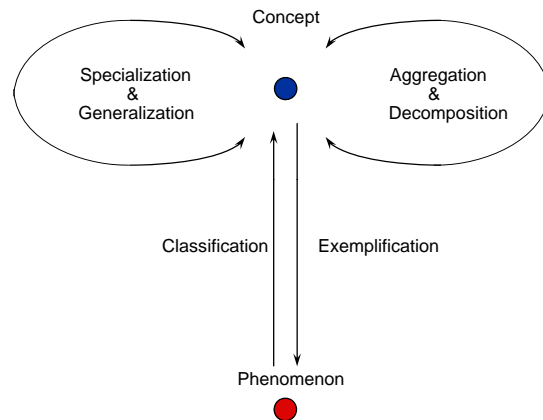 Concept
Specialization
&
Generalization
Aggregation
&
Decomposition
Classification
Exemplification
Phenomenon